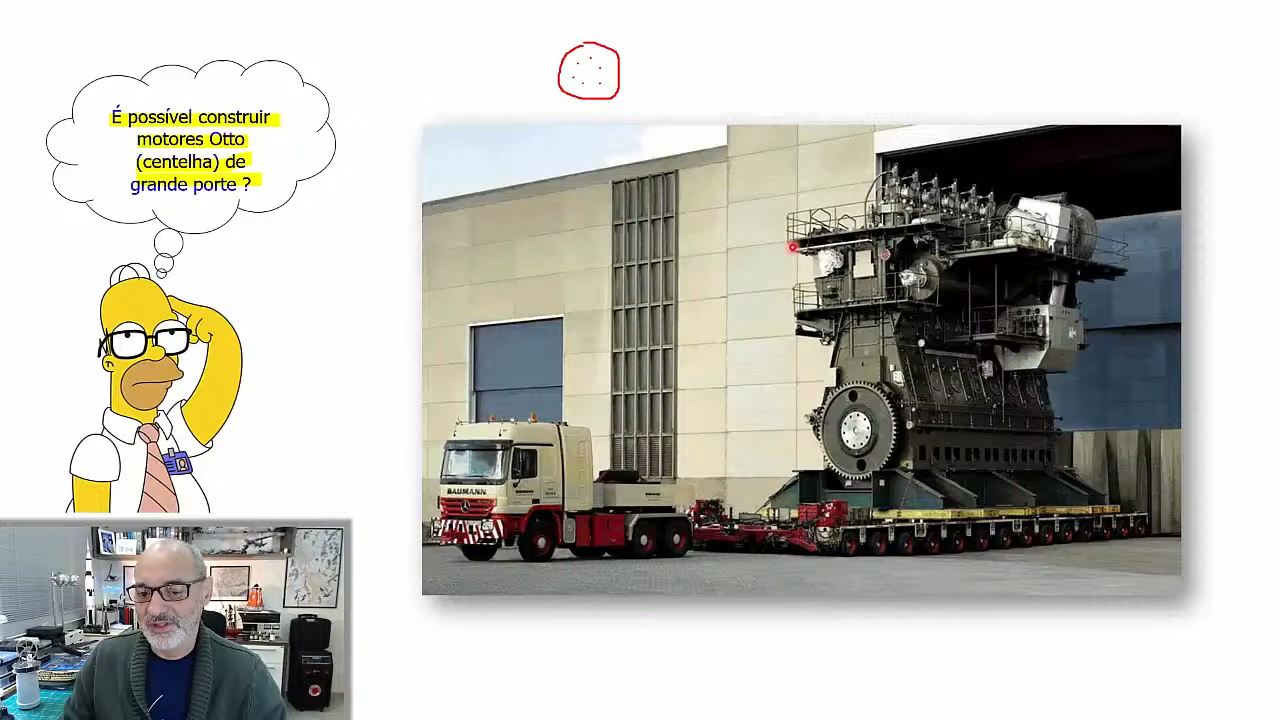 É possível construir
motores Otto
(centelha) de
grande porte ?
BAUMANN